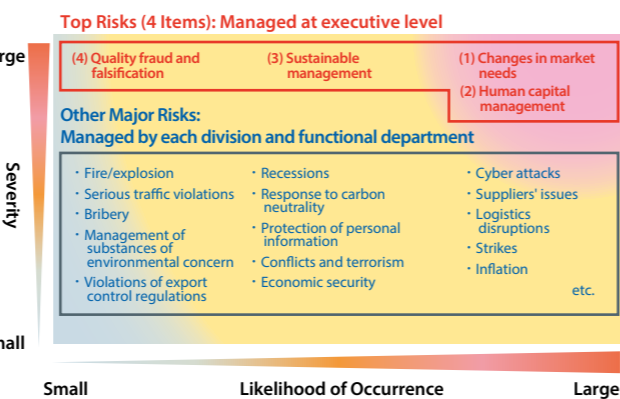 Top Risks (4 Items): Managed at executive level
(4) Quality fraud and
falsification
(3) Sustainable
management
(1) Changes in market
needs
(2) Human capital
management
Other Major Risks:
Managed by each division and functional department
・Fire/explosion
・Serious traffic violations
・Bribery
・Management of
substances of
environmental concern
・Violations of export
control regulations
・Recessions
・Response to carbon
neutrality
・Protection of personal
information
・Conflicts and terrorism
・Economic security
・Cyber attacks
・Suppliers' issues
・Logistics
disruptions
・Strikes
・Inflation
etc.
rge
Severity
nall
Small
Likelihood of Occurrence
Large